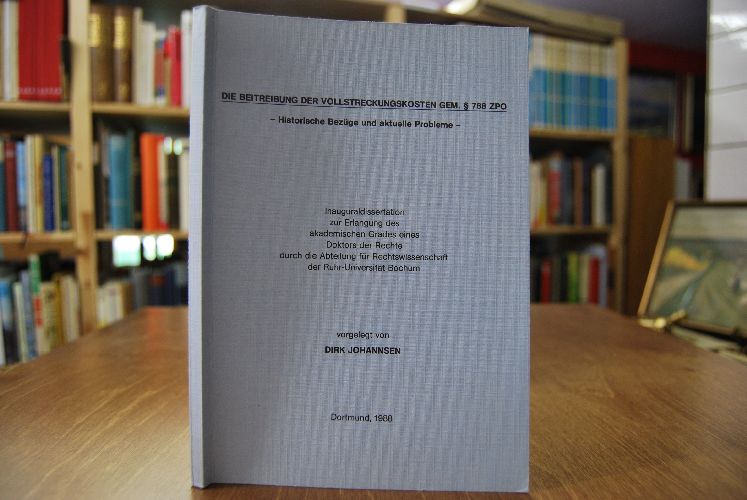 DIE BEITREIBUNG DER VOLLSTRECKUNGSKOSTEN GEM. § 788 ZPO
– Historische Bezüge und aktuelle Probleme –
Inauguraldissertation
zur Erlangung des
akademischen Grades eines
Doktors der Rechte
durch die Abteilung für Rechtswissenschaft
der Ruhr-Universität Bochum
vorgelegt von
DIRK JOHANNSEN
Dortmund, 1988